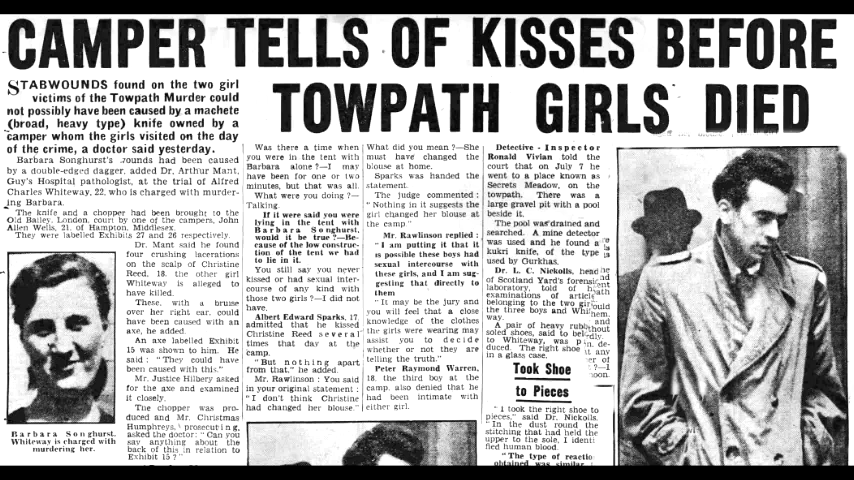 CAMPER TELLS OF KISSES BEFORE
TOWPATH GIRLS DIED
STABWOUNDS found on the two girl
victims of the Towpath Murder could
not possibly have been caused by a machete
(broad, heavy type) knife owned by a
camper whom the girls visited on the day
of the crime, a doctor said yesterday.
Barbara Songhurst's wounds had been caused
by a double-edged dagger, added Dr. Arthur Mant,
Guy's Hospital pathologist, at the trial of Alfred
Charles Whiteway, 22, who is charged with murder-
ing Barbara.
The knife and a chopper had been brought to the
Old Bailey, London, court by one of the campers, John
Allen Wells, 21, of Hampton, Middlesex.
They were labelled Exhibits 27 and 26 respectively.
Dr. Mant said he found
four crushing lacerations
on the scalp of Christine
Reed, 18, the other girl
Whiteway is alleged to
have killed.
These, with a bruise
over her right ear, could
have been caused with an
axe, he added.
An axe labelled Exhibit
15 was shown to him. He
said: "They could have
been caused with this."
Mr. Justice Hilbery asked
for the axe and examined
it closely.
The chopper was pro-
duced and Mr. Christmas
Humphreys, prosecuting,
asked the doctor: "Can you
say anything about the
back of this in relation to
Exhibit 15?"
Barbara Songhurst.
Whiteway is charged with
murdering her.
Was there a time when
you were in the tent with
Barbara alone?—I may
have been for one or two
minutes, but that was all.
What were you doing?—
Talking.
If it were said you were
lying in the tent with
Barbara Songhurst,
would it be true?—Be-
cause of the low construc-
tion of the tent we had
to lie in it.
You still say you never
kissed or had sexual inter-
course of any kind with
those two girls?—I did not
have.
Albert Edward Sparks, 17,
admitted that he kissed
Christine Reed several
times that day at the
camp.
"But nothing apart
from that," he added.
Mr. Rawlinson: You said
in your original statement:
"I don't think Christine
had changed her blouse."
What did you mean?—She
must have changed the
blouse at home.
Sparks was handed the
statement.
The judge commented:
"Nothing in it suggests the
girl changed her blouse at
the camp."
Mr. Rawlinson replied:
"I am putting it that it
is possible these boys had
sexual intercourse with
these girls, and I am sug-
gesting that directly to
them
"It may be the jury and
you will feel that a close
knowledge of the clothes
the girls were wearing may
assist you to decide
whether or not they are
telling the truth."
Peter Raymond Warren,
18, the third boy at the
camp, also denied that he
had been intimate with
either girl.
Detective-Inspector
Ronald Vivian told the
court that on July 7 he
went to a place known as
Secrets Meadow, on the
towpath. There was a
large gravel pit with a pool
beside it.
The pool was drained and
searched. A mine detector
was used and he found a
kukri knife, of the type
used by Gurkhas.
Dr. L. C. Nickolls, head
of Scotland Yard's forensic
laboratory, told of
examinations of
belonging to the two
the three boys and
way.
A pair of heavy
soled shoes, said to be
to Whiteway, was
duced. The right shoe
in a glass case.
Took Shoe
to Pieces
"I took the right shoe to
pieces," said Dr. Nickolls.
"In the dust round the
stitching that had held the
upper to the sole, I identi-
fied human blood.
"The type of
obtained was similar